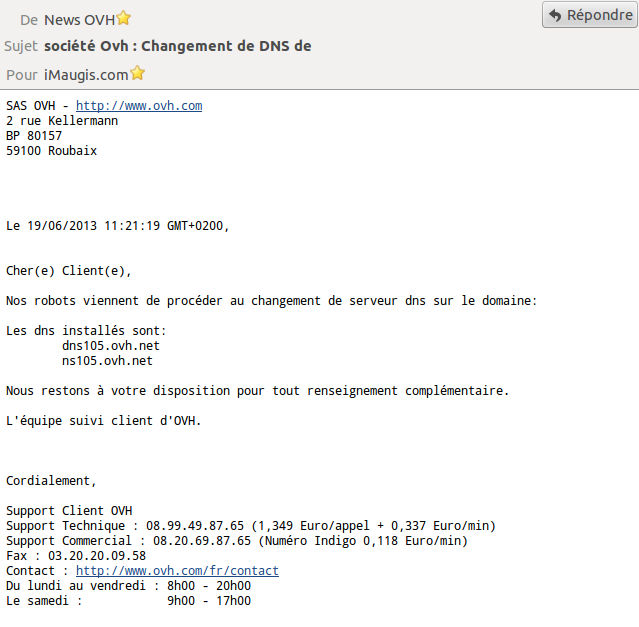 De News OVH
Répondre
Sujet société Ovh : Changement de DNS de
Pour iMaugis.com
SAS OVH - http://www.ovh.com
2 rue Kellermann
BP 80157
59100 Roubaix
Le 19/06/2013 11:21:19 GMT+0200,
Cher(e) Client(e),
Nos robots viennent de procéder au changement de serveur dns sur le domaine:
Les dns installés sont:
dns105.ovh.net
ns105.ovh.net
Nous restons à votre disposition pour tout renseignement complémentaire.
L'équipe suivi client d'OVH.
Cordialement,
Support Client OVH
Support Technique : 08.99.49.87.65 (1,349 Euro/appel + 0,337 Euro/min)
Support Commercial : 08.20.69.87.65 (Numéro Indigo 0,118 Euro/min)
Fax : 03.20.20.09.58
Contact : http://www.ovh.com/fr/contact
Du lundi au vendredi : 8h00 - 20h00
Le samedi : 9h00 - 17h00